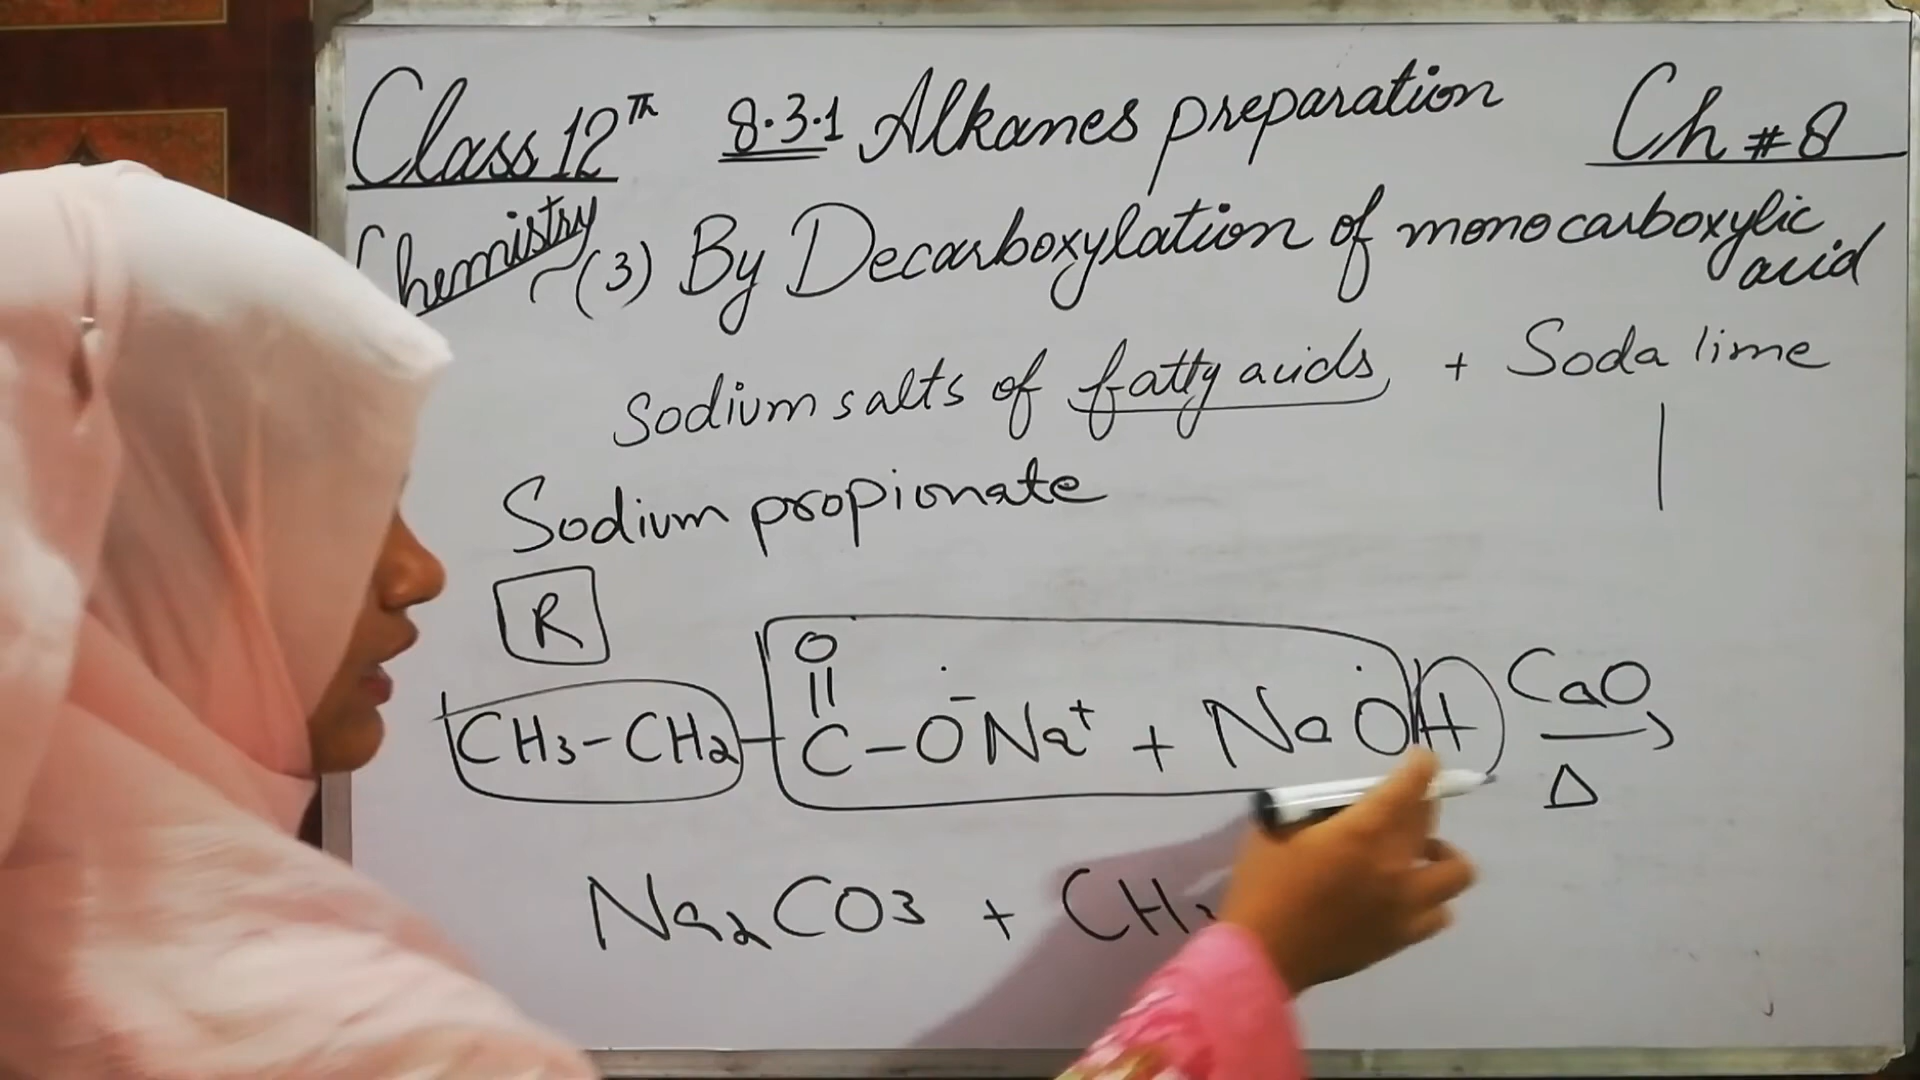 Class 12Th 8.3.1 Alkanes preparation Ch # 8
Chemistry (3) By Decarboxylation of monocarboxylic acid
Sodium salts of fatty acids + Soda lime
Sodium propionate
R
CH3-CH2-C(=O)-O⁻Na⁺ + NaOH CaO → Δ
Na2CO3 + CH3